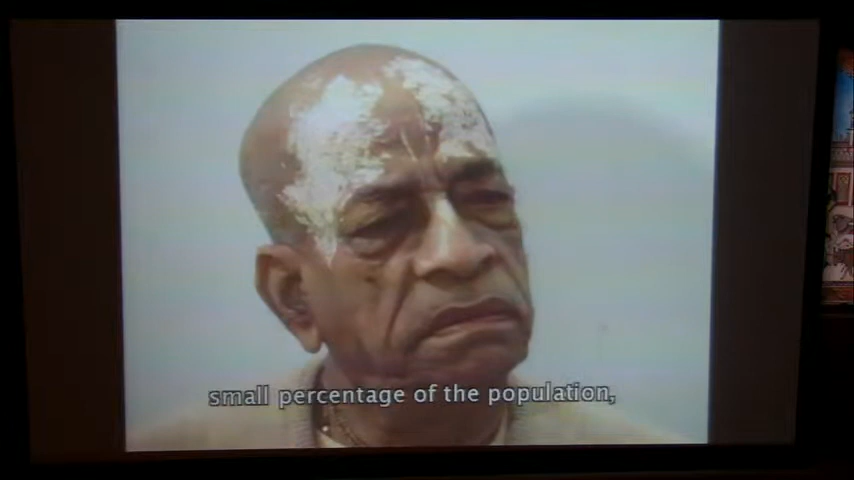 small percentage of the population,